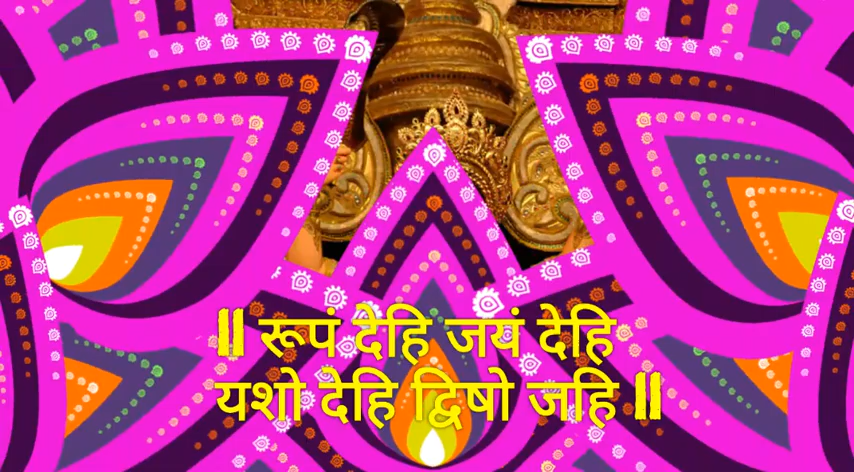 ॥ रूपं देहि जयं देहि
यशो देहि द्विषो जहि ॥